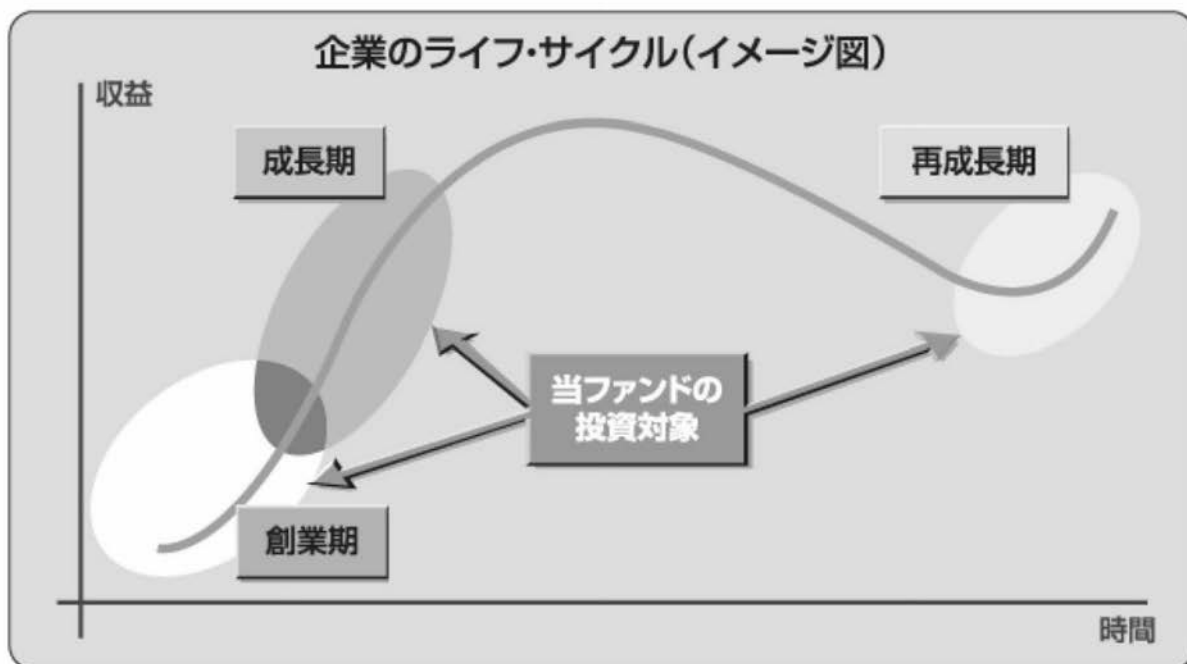 企業のライフ・サイクル(イメージ図)
収益
成長期
再成長期
当ファンドの
投資対象
創業期
時間